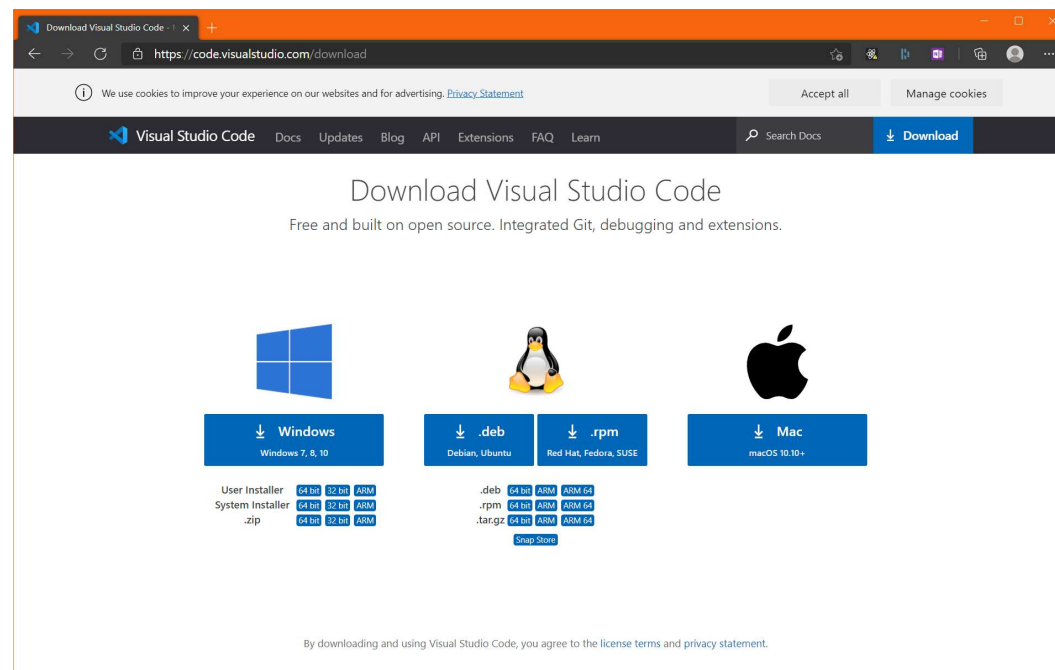 Download Visual Studio Code -
https://code.visualstudio.com/download
We use cookies to improve your experience on our websites and for advertising. Privacy Statement
Accept all
Manage cookies
Visual Studio Code Docs Updates Blog API Extensions FAQ Learn
Search Docs
Download
Download Visual Studio Code
Free and built on open source. Integrated Git, debugging and extensions.
Windows
Windows 7, 8, 10
User Installer 64 bit 32 bit ARM
System Installer 64 bit 32 bit ARM
.zip 64 bit 32 bit ARM
.deb
Debian, Ubuntu
.rpm
Red Hat, Fedora, SUSE
.deb 64 bit ARM ARM 64
.rpm 64 bit ARM ARM 64
.tar.gz 64 bit ARM ARM 64
Snap Store
Mac
macOS 10.10+
By downloading and using Visual Studio Code, you agree to the license terms and privacy statement.